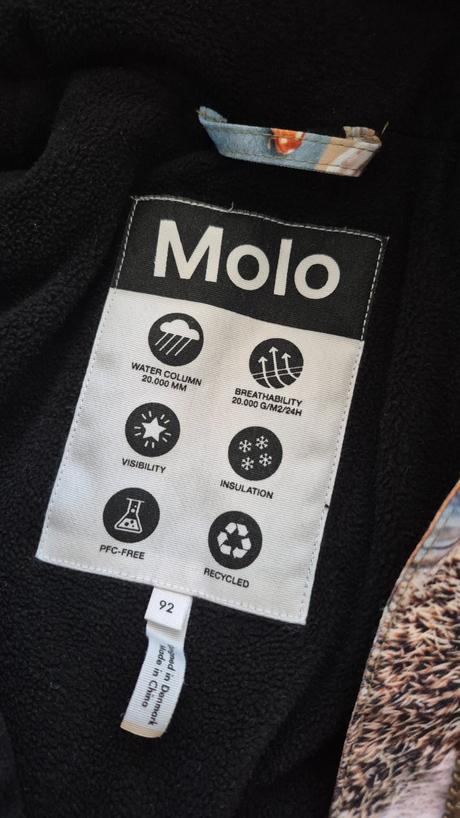 Molo
WATER COLUMN
20.000 MM
BREATHABILITY
20.000 G/M2/24H
VISIBILITY
INSULATION
PFC-FREE
RECYCLED
92
in Denmark
Made in China